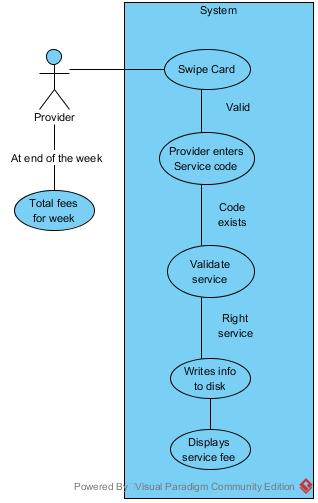 System
Swipe Card
Valid
Provider
Provider enters
Service code
At end of the week
Total fees
for week
Code
exists
Validate
service
Right
service
Writes info
to disk
Displays
service fee
Powered By Visual Paradigm Community Edition